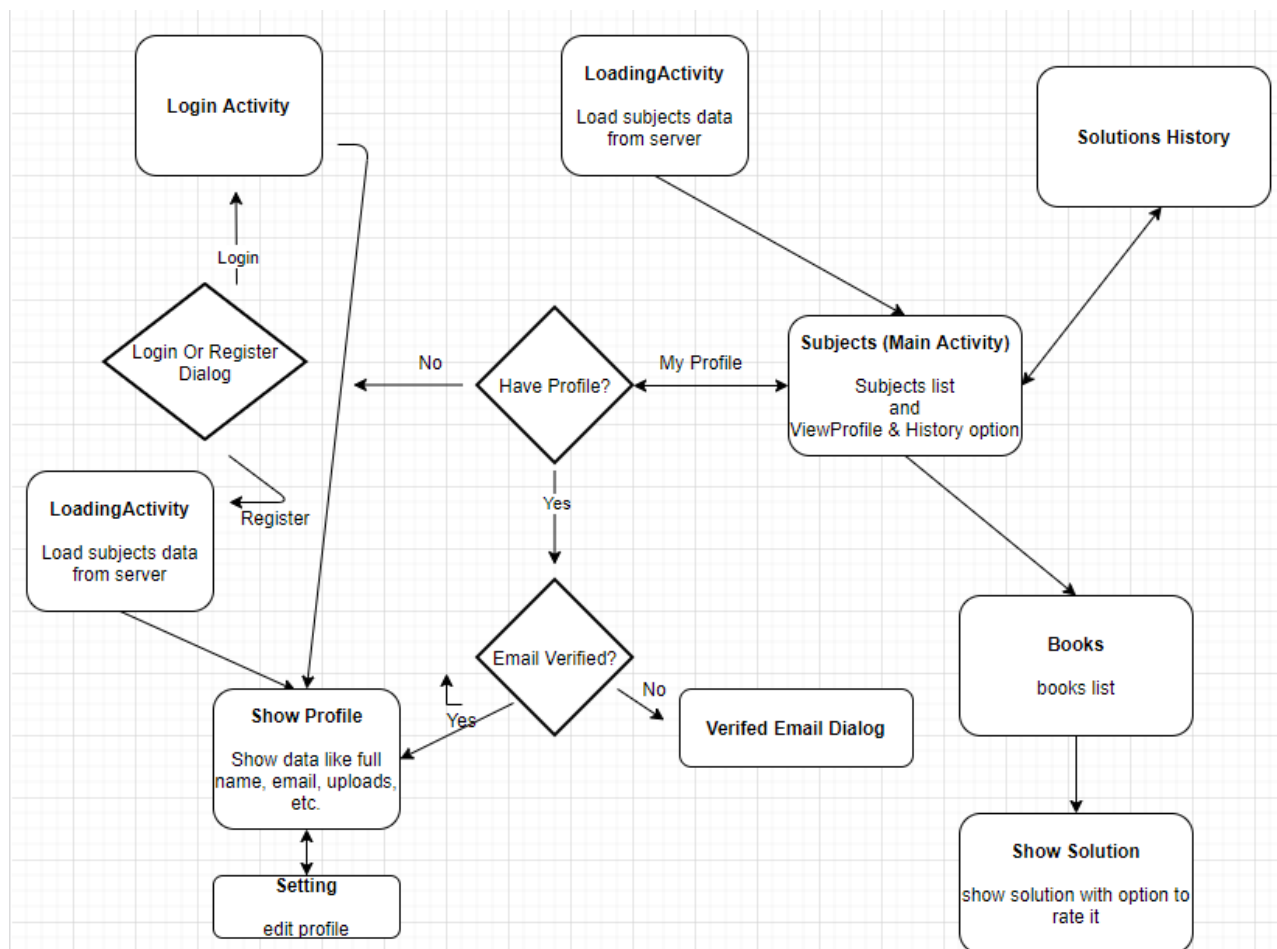 Login Activity
LoadingActivity
Load subjects data
from server
Solutions History
Login
Login Or Register
Dialog
No
Have Profile?
My Profile
Subjects (Main Activity)
Subjects list
and
ViewProfile & History option
LoadingActivity
Load subjects data
from server
Register
Yes
Email Verified?
Yes
No
Verifed Email Dialog
Books
books list
Show Profile
Show data like full
name, email, uploads,
etc.
Setting
edit profile
Show Solution
show solution with option to
rate it